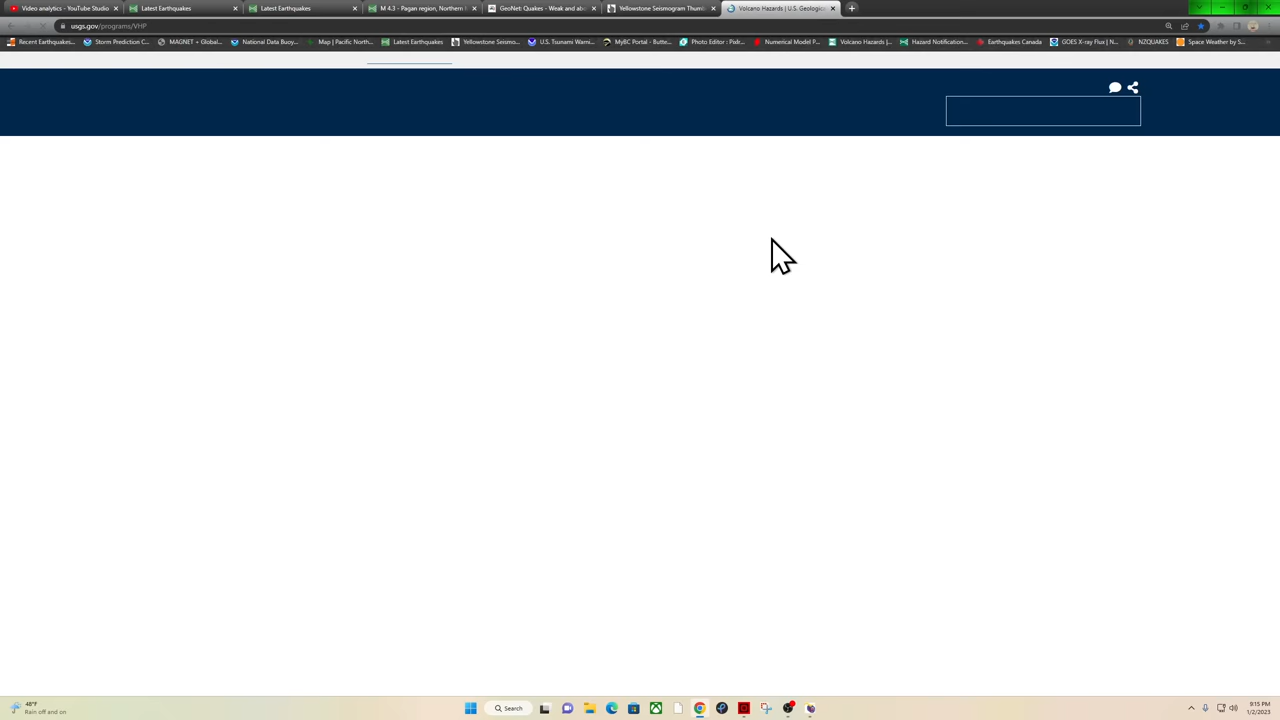 Video analytics - YouTube Studio
Latest Earthquakes
Latest Earthquakes
M 4.3 - Pagan region, Northern
GeoNet: Quakes - Weak and abo
Yellowstone Seismogram Thumb
Volcano Hazards | U.S. Geologica
usgs.gov/programs/VHP
Recent Earthquakes...
Storm Prediction C...
MAGNET + Global...
National Data Buoy...
Map | Pacific North...
Latest Earthquakes
Yellowstone Seismo...
U.S. Tsunami Warni...
MyBC Portal - Butte...
Photo Editor : Pixlr...
Numerical Model P...
Volcano Hazards |...
Hazard Notification...
Earthquakes Canada
GOES X-ray Flux | N...
NZQUAKES
Space Weather by S...
48°F
Rain off and on
Search
9:15 PM
1/2/2023